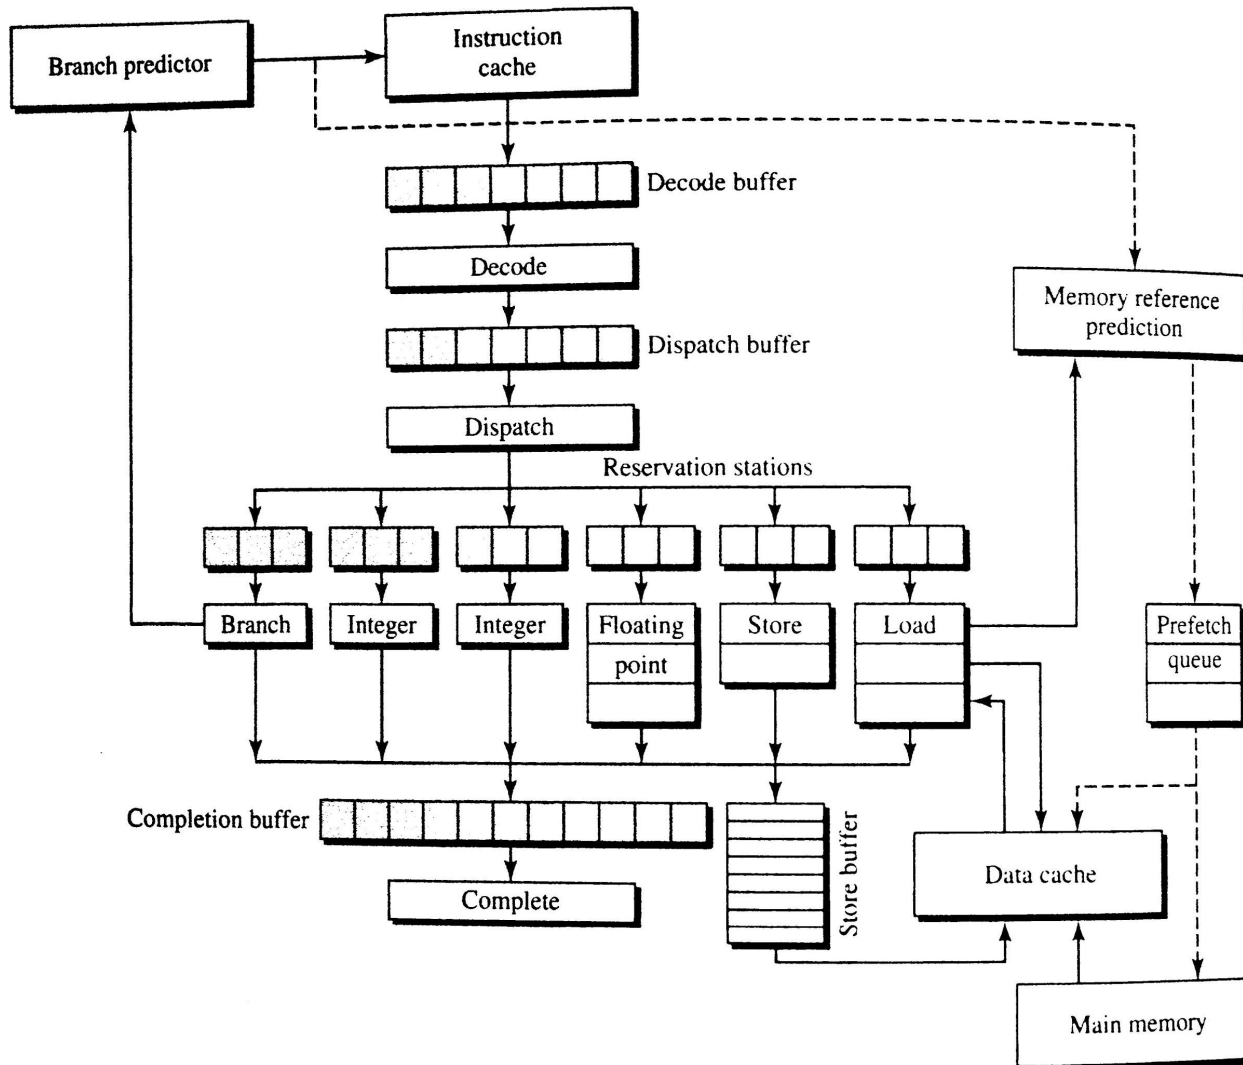 Branch predictor
Instruction
cache
Decode buffer
Decode
Memory reference
prediction
Dispatch buffer
Dispatch
Reservation stations
Branch
Integer
Integer
Floating
point
Store
Load
Prefetch
queue
Completion buffer
Complete
Store buffer
Data cache
Main memory